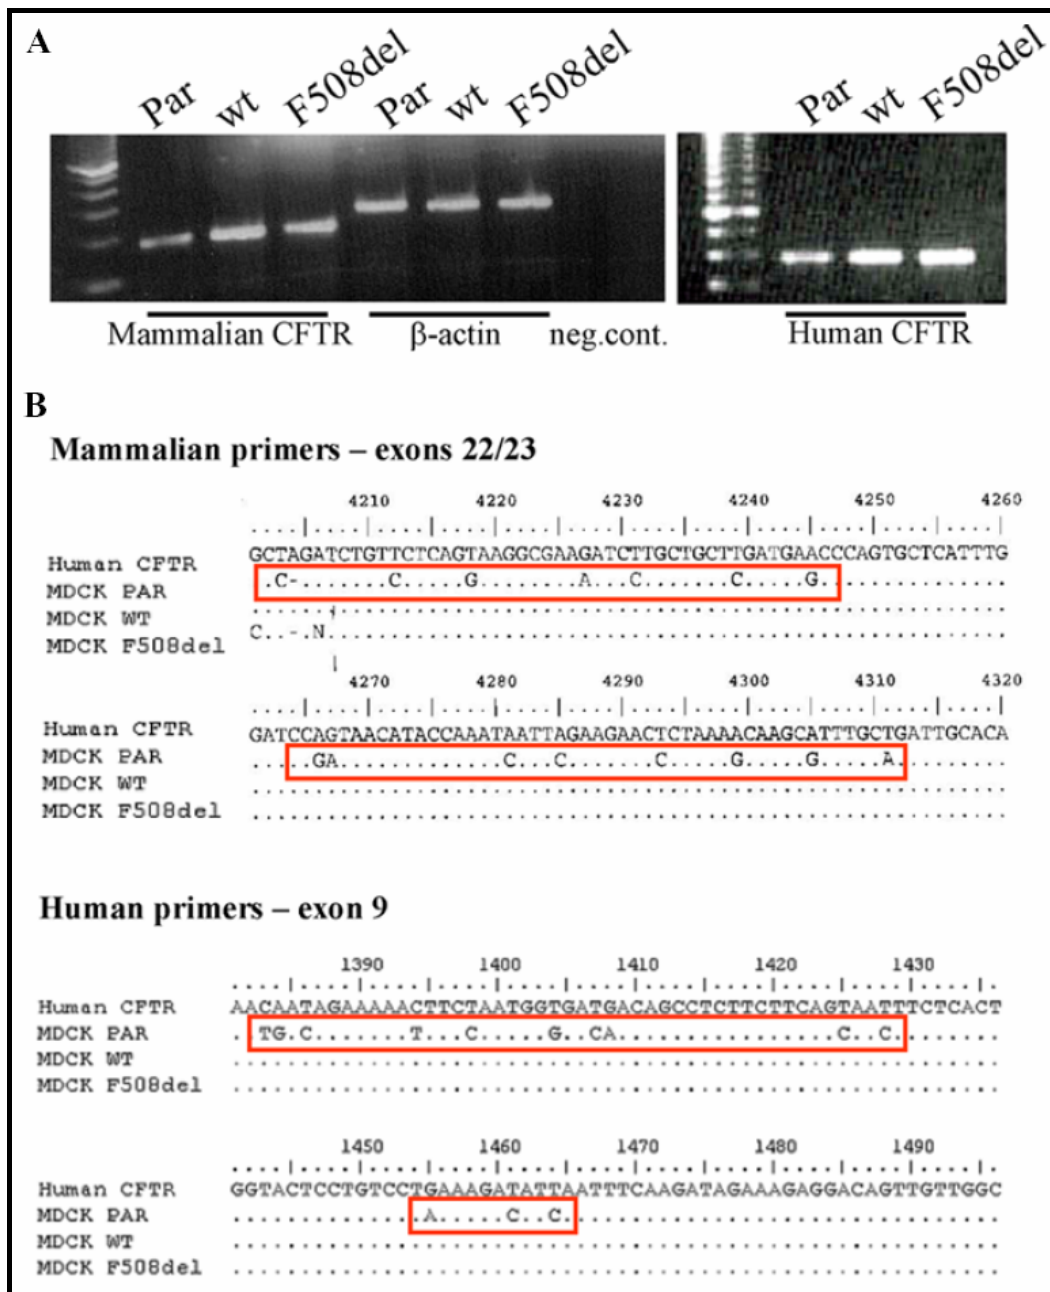 A
Par wt F508del Par wt F508del Par wt F508del
Mammalian CFTR β-actin neg.cont. Human CFTR
B
Mammalian primers – exons 22/23
4210 4220 4230 4240 4250 4260
Human CFTR GCTAGATCTGTTCTCAGTAAGGCGAAGATCTTGCTGCTTGATGAACCCAGTGCTCATTTG
MDCK PAR ..C-.......C.....G........A...C.......C.....G...............
MDCK WT ............................................................
MDCK F508del C..-.N......................................................
4270 4280 4290 4300 4310 4320
Human CFTR GATCCAGTAACATACCAAATAATTAGAAGAACTCTAAAACAAGCATTTGCTGATTGCACA
MDCK PAR .....GA.............C...C.......C.....G.....G.....A.........
MDCK WT ............................................................
MDCK F508del ............................................................
Human primers – exon 9
1390 1400 1410 1420 1430
Human CFTR AACAATAGAAAAACTTCTAATGGTGATGACAGCCTCTTCTTCAGTAATTTCTCACT
MDCK PAR ..TG.C.......T...C.....G..CA................C..C........
MDCK WT ........................................................
MDCK F508del ........................................................
1450 1460 1470 1480 1490
Human CFTR GGTACTCCTGTCCTGAAAGATATTAATTTCAAGATAGAAAGAGGACAGTTGTTGGC
MDCK PAR ..............A.....C..C................................
MDCK WT ........................................................
MDCK F508del ........................................................